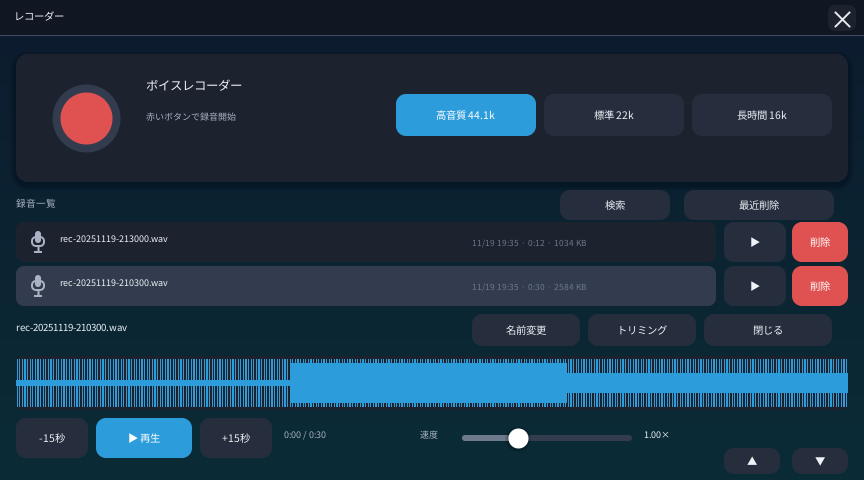 レコーダー
ボイスレコーダー
赤いボタンで録音開始
高音質 44.1k
標準 22k
長時間 16k
録音一覧
検索
最近削除
rec-20251119-213000.wav
11/19 19:35 · 0:12 · 1034 KB
▶
削除
rec-20251119-210300.wav
11/19 19:35 · 0:30 · 2584 KB
▶
削除
rec-20251119-210300.wav
名前変更
トリミング
閉じる
-15秒
▶ 再生
+15秒
0:00 / 0:30
速度
1.00×
▲
▼